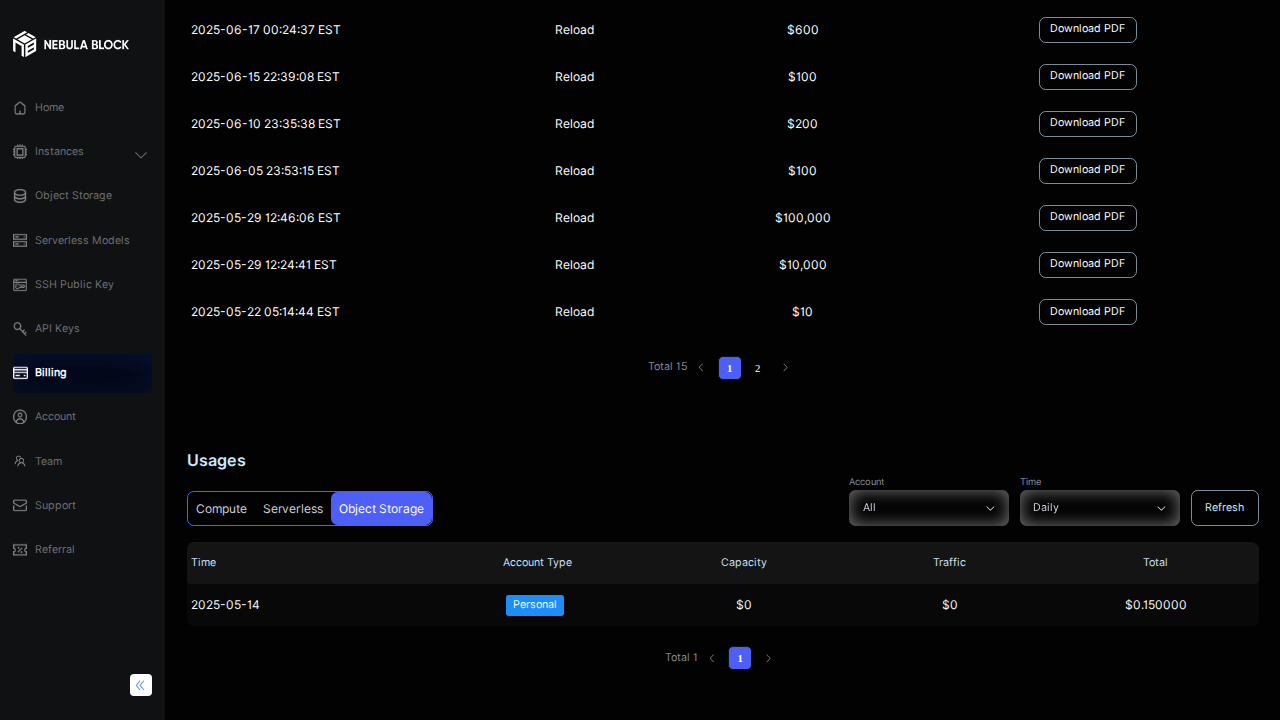 NEBULA BLOCK
Home
Instances
Object Storage
Serverless Models
SSH Public Key
API Keys
Billing
Account
Team
Support
Referral
2025-06-17 00:24:37 EST Reload $600 Download PDF
2025-06-15 22:39:08 EST Reload $100 Download PDF
2025-06-10 23:35:38 EST Reload $200 Download PDF
2025-06-05 23:53:15 EST Reload $100 Download PDF
2025-05-29 12:46:06 EST Reload $100,000 Download PDF
2025-05-29 12:24:41 EST Reload $10,000 Download PDF
2025-05-22 05:14:44 EST Reload $10 Download PDF
Total 15 1 2
Usages
Account Time
Compute Serverless Object Storage All Daily Refresh
Time Account Type Capacity Traffic Total
2025-05-14 Personal $0 $0 $0.150000
Total 1 1